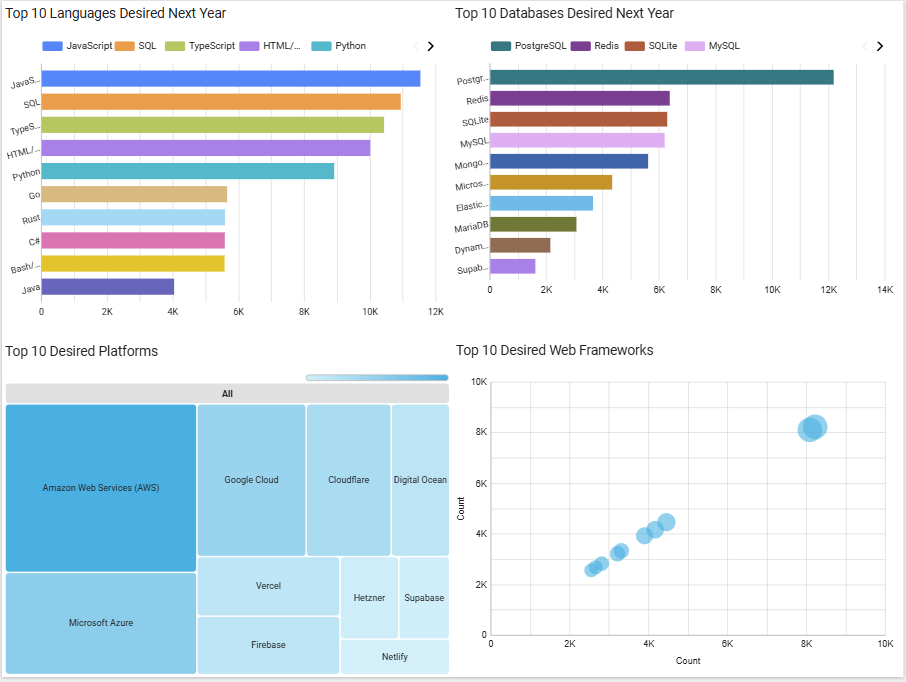 Top 10 Languages Desired Next Year
JavaScript SQL TypeScript HTML/... Python
JavaS...
SQL
TypeS...
HTML/...
Python
Go
Rust
C#
Bash/...
Java
0 2K 4K 6K 8K 10K 12K
Top 10 Databases Desired Next Year
PostgreSQL Redis SQLite MySQL
Postgr...
Redis
SQLite
MySQL
Mongo...
Micros...
Elastic...
MariaDB
Dynam...
Supab...
0 2K 4K 6K 8K 10K 12K 14K
Top 10 Desired Platforms
All
Amazon Web Services (AWS)
Google Cloud
Cloudflare
Digital Ocean
Microsoft Azure
Vercel
Firebase
Hetzner
Supabase
Netlify
Top 10 Desired Web Frameworks
Count
10K
8K
6K
4K
2K
0
0 2K 4K 6K 8K 10K
Count